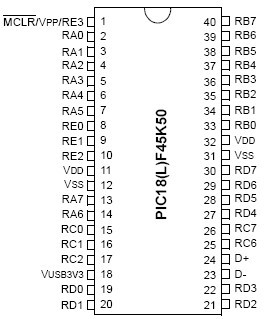 MCLR/VPP/RE3 1 40 RB7
RA0 2 39 RB6
RA1 3 38 RB5
RA2 4 37 RB4
RA3 5 36 RB3
RA4 6 35 RB2
RA5 7 34 RB1
RE0 8 33 RB0
RE1 9 32 VDD
RE2 10 31 VSS
VDD 11 30 RD7
VSS 12 29 RD6
RA7 13 28 RD5
RA6 14 27 RD4
RC0 15 26 RC7
RC1 16 25 RC6
RC2 17 24 D+
VUSB3V3 18 23 D-
RD0 19 22 RD3
RD1 20 21 RD2
PIC18(L)F45K50